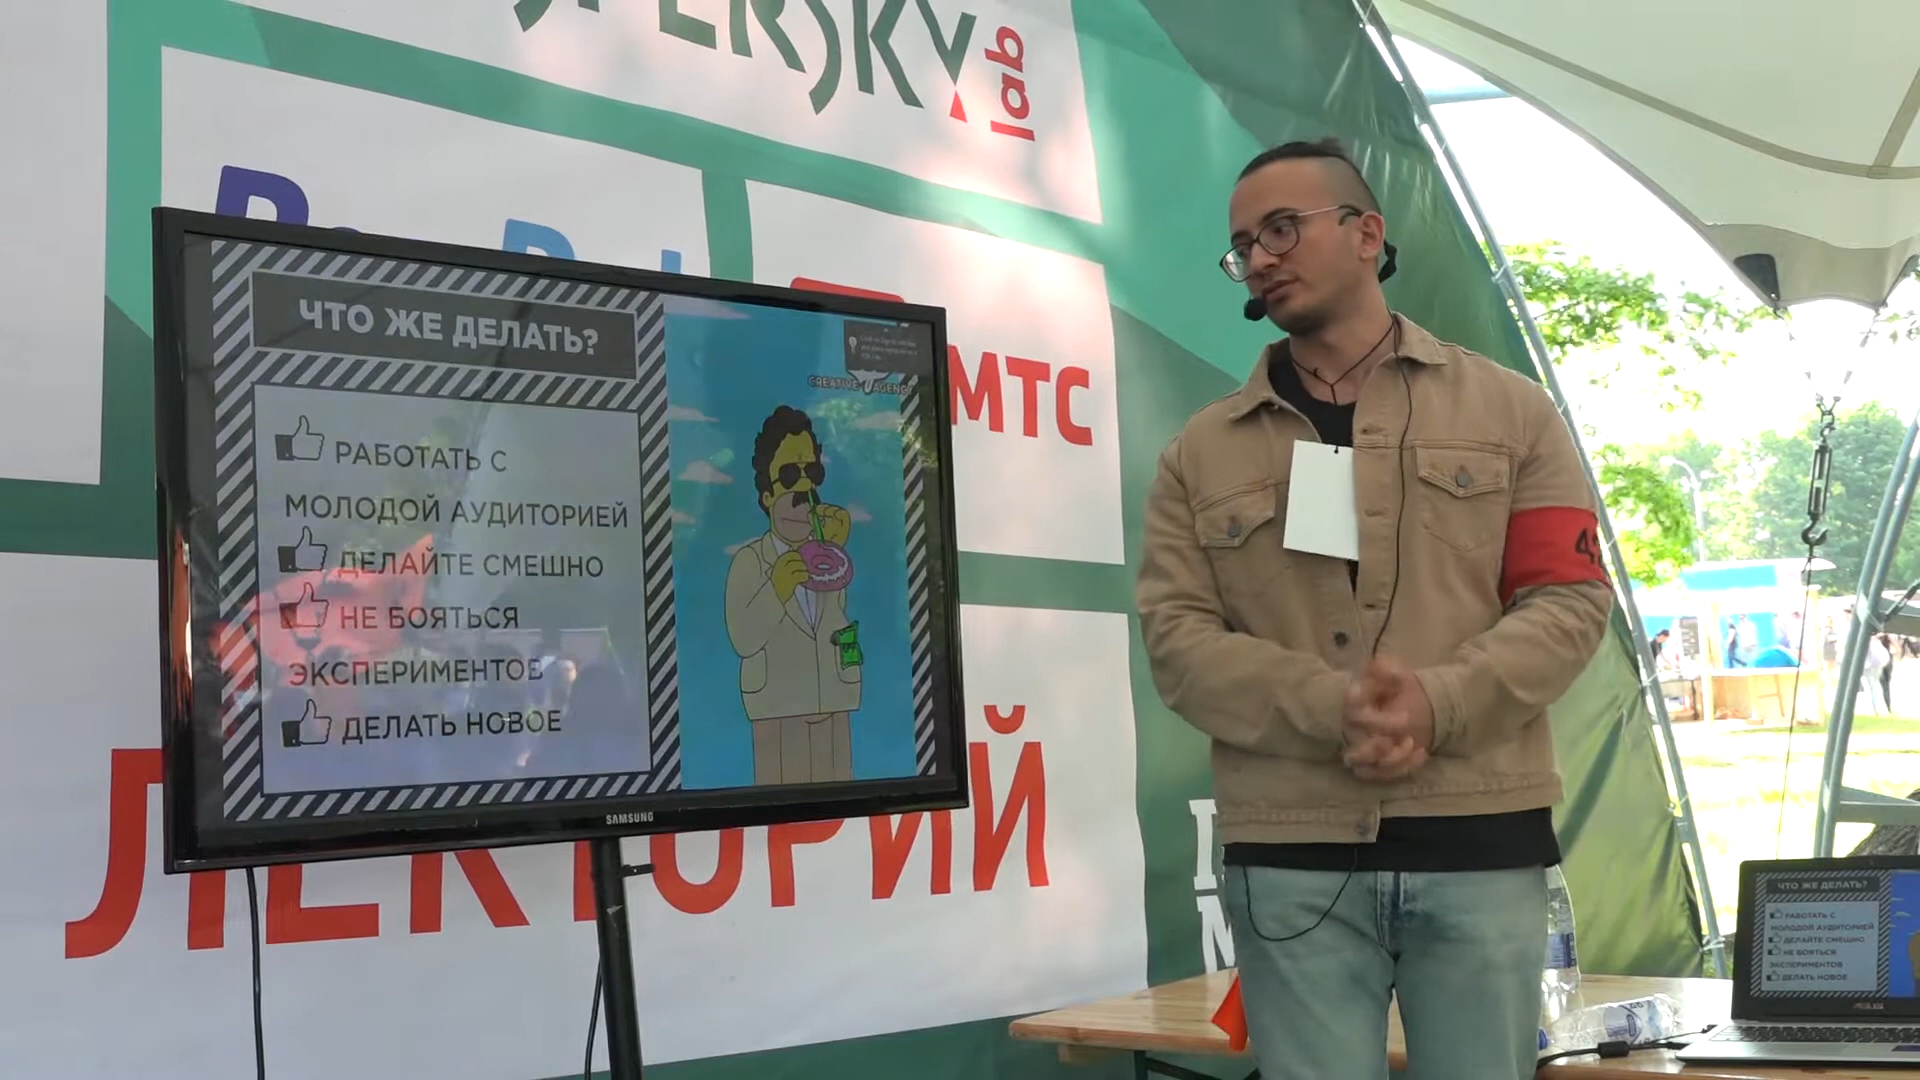 lab
МТС
ЧТО ЖЕ ДЕЛАТЬ?
CREATIVE AGENCY
РАБОТАТЬ С
МОЛОДОЙ АУДИТОРИЕЙ
ДЕЛАЙТЕ СМЕШНО
НЕ БОЯТЬСЯ
ЭКСПЕРИМЕНТОВ
ДЕЛАТЬ НОВОЕ
SAMSUNG
ЛЕКТОРИЙ
ЧТО ЖЕ ДЕЛАТЬ?
РАБОТАТЬ С
МОЛОДОЙ АУДИТОРИЕЙ
ДЕЛАЙТЕ СМЕШНО
НЕ БОЯТЬСЯ
ЭКСПЕРИМЕНТОВ
ДЕЛАТЬ НОВОЕ
ASUS